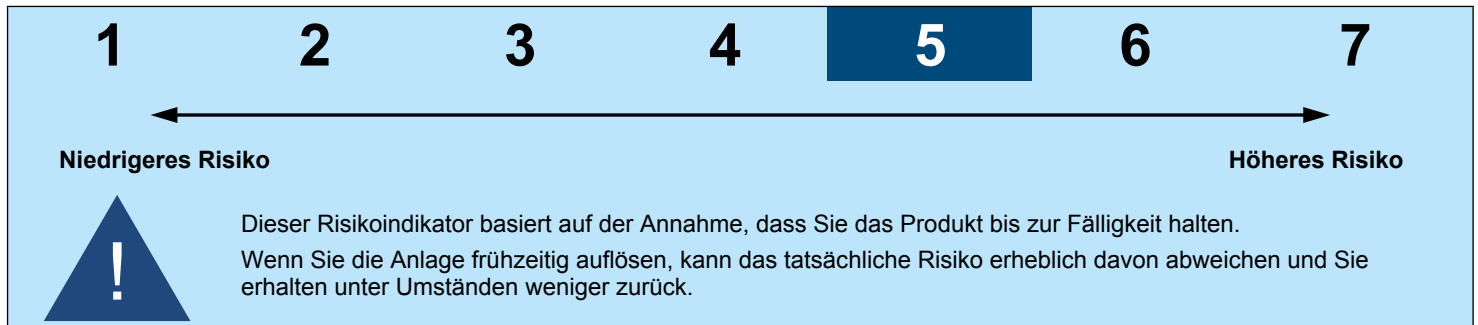 1 2 3 4 5 6 7
Niedrigeres Risiko Höheres Risiko
!
Dieser Risikoindikator basiert auf der Annahme, dass Sie das Produkt bis zur Fälligkeit halten.
Wenn Sie die Anlage frühzeitig auflösen, kann das tatsächliche Risiko erheblich davon abweichen und Sie
erhalten unter Umständen weniger zurück.